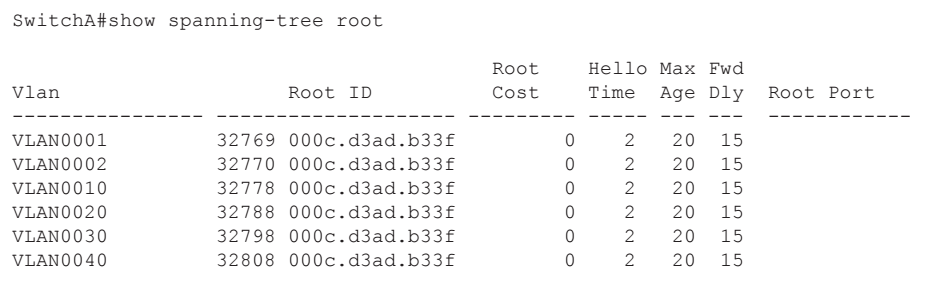 SwitchA#show spanning-tree root
                                        Root    Hello Max Fwd
Vlan                   Root ID          Cost    Time  Age Dly  Root Port
---------------- -------------------- --------- ----- --- ---  ------------
VLAN0001         32769 000c.d3ad.b33f         0    2   20  15
VLAN0002         32770 000c.d3ad.b33f         0    2   20  15
VLAN0010         32778 000c.d3ad.b33f         0    2   20  15
VLAN0020         32788 000c.d3ad.b33f         0    2   20  15
VLAN0030         32798 000c.d3ad.b33f         0    2   20  15
VLAN0040         32808 000c.d3ad.b33f         0    2   20  15